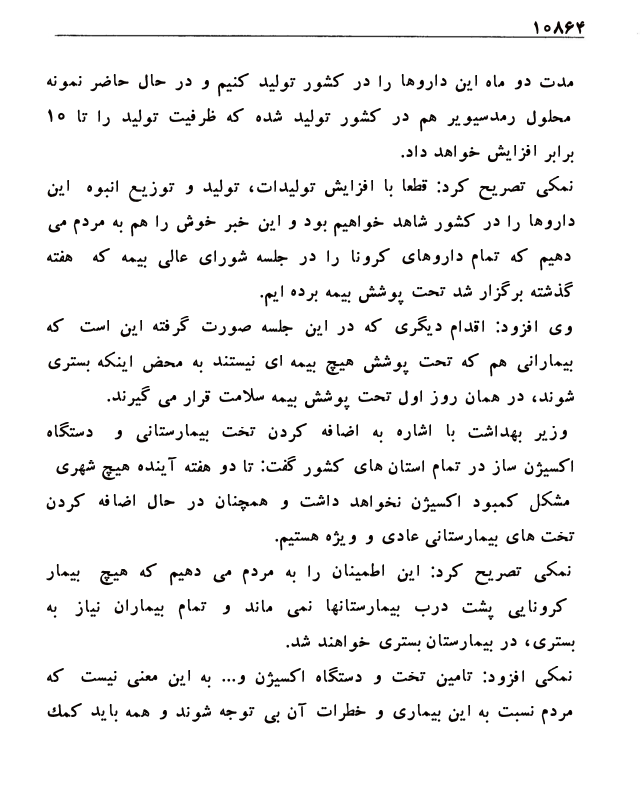 ۱۰۸۶۴
مدت دو ماه این داروها را در کشور تولید کنیم و در حال حاضر نمونه
محلول رمدسیویر هم در کشور تولید شده که ظرفیت تولید را تا ۱۰
برابر افزایش خواهد داد.
نمکی تصریح کرد: قطعا با افزایش تولیدات، تولید و توزیع انبوه این
داروها را در کشور شاهد خواهیم بود و این خبر خوش را هم به مردم می
دهیم که تمام داروهای کرونا را در جلسه شورای عالی بیمه که هفته
گذشته برگزار شد تحت پوشش بیمه برده ایم.
وی افزود: اقدام دیگری که در این جلسه صورت گرفته این است که
بیمارانی هم که تحت پوشش هیچ بیمه ای نیستند به محض اینکه بستری
شوند، در همان روز اول تحت پوشش بیمه سلامت قرار می گیرند.
وزیر بهداشت با اشاره به اضافه کردن تخت بیمارستانی و دستگاه
اکسیژن ساز در تمام استان های کشور گفت: تا دو هفته آینده هیچ شهری
مشکل کمبود اکسیژن نخواهد داشت و همچنان در حال اضافه کردن
تخت های بیمارستانی عادی و ویژه هستیم.
نمکی تصریح کرد: این اطمینان را به مردم می دهیم که هیچ بیمار
کرونایی پشت درب بیمارستانها نمی ماند و تمام بیماران نیاز به
بستری، در بیمارستان بستری خواهند شد.
نمکی افزود: تامین تخت و دستگاه اکسیژن و... به این معنی نیست که
مردم نسبت به این بیماری و خطرات آن بی توجه شوند و همه باید کمك